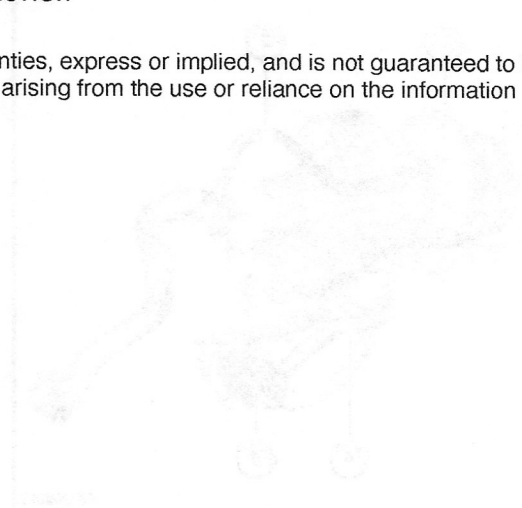 nties, express or implied, and is not guaranteed to
arising from the use or reliance on the information